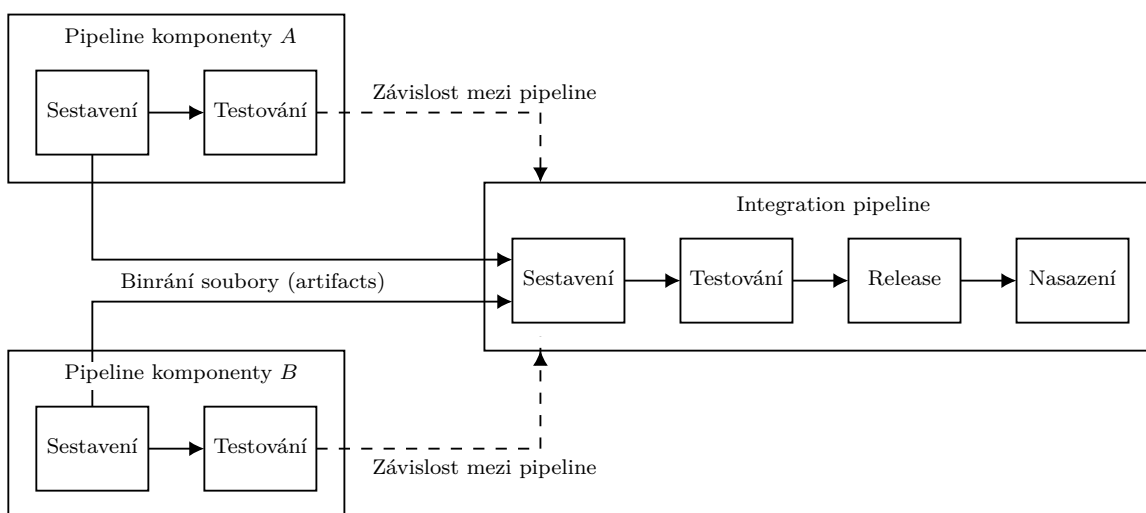 Pipeline komponenty A
Sestavení
Testování
Závislost mezi pipeline
Integration pipeline
Binrání soubory (artifacts)
Sestavení
Testování
Release
Nasazení
Pipeline komponenty B
Sestavení
Testování
Závislost mezi pipeline